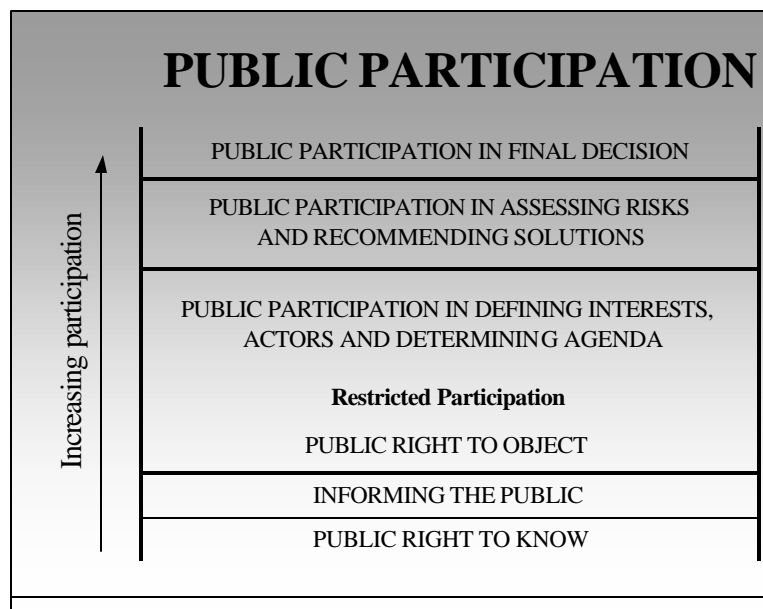 PUBLIC PARTICIPATION
PUBLIC PARTICIPATION IN FINAL DECISION
PUBLIC PARTICIPATION IN ASSESSING RISKS
AND RECOMMENDING SOLUTIONS
PUBLIC PARTICIPATION IN DEFINING INTERESTS,
ACTORS AND DETERMINING AGENDA
Restricted Participation
PUBLIC RIGHT TO OBJECT
INFORMING THE PUBLIC
PUBLIC RIGHT TO KNOW
Increasing participation